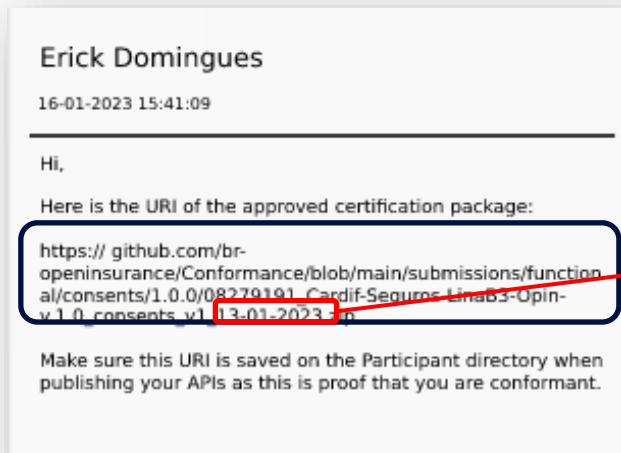 Erick Domingues
16-01-2023 15:41:09
Hi,
Here is the URI of the approved certification package:
https:// github.com/br-
openinsurance/Conformance/blob/main/submissions/function
al/consents/1.0.0/08279191_Cardif-Seguros-LinaB3-Opin-
v.1.0_consents_v1_13-01-2023.zip
Make sure this URI is saved on the Participant directory when
publishing your APIs as this is proof that you are conformant.